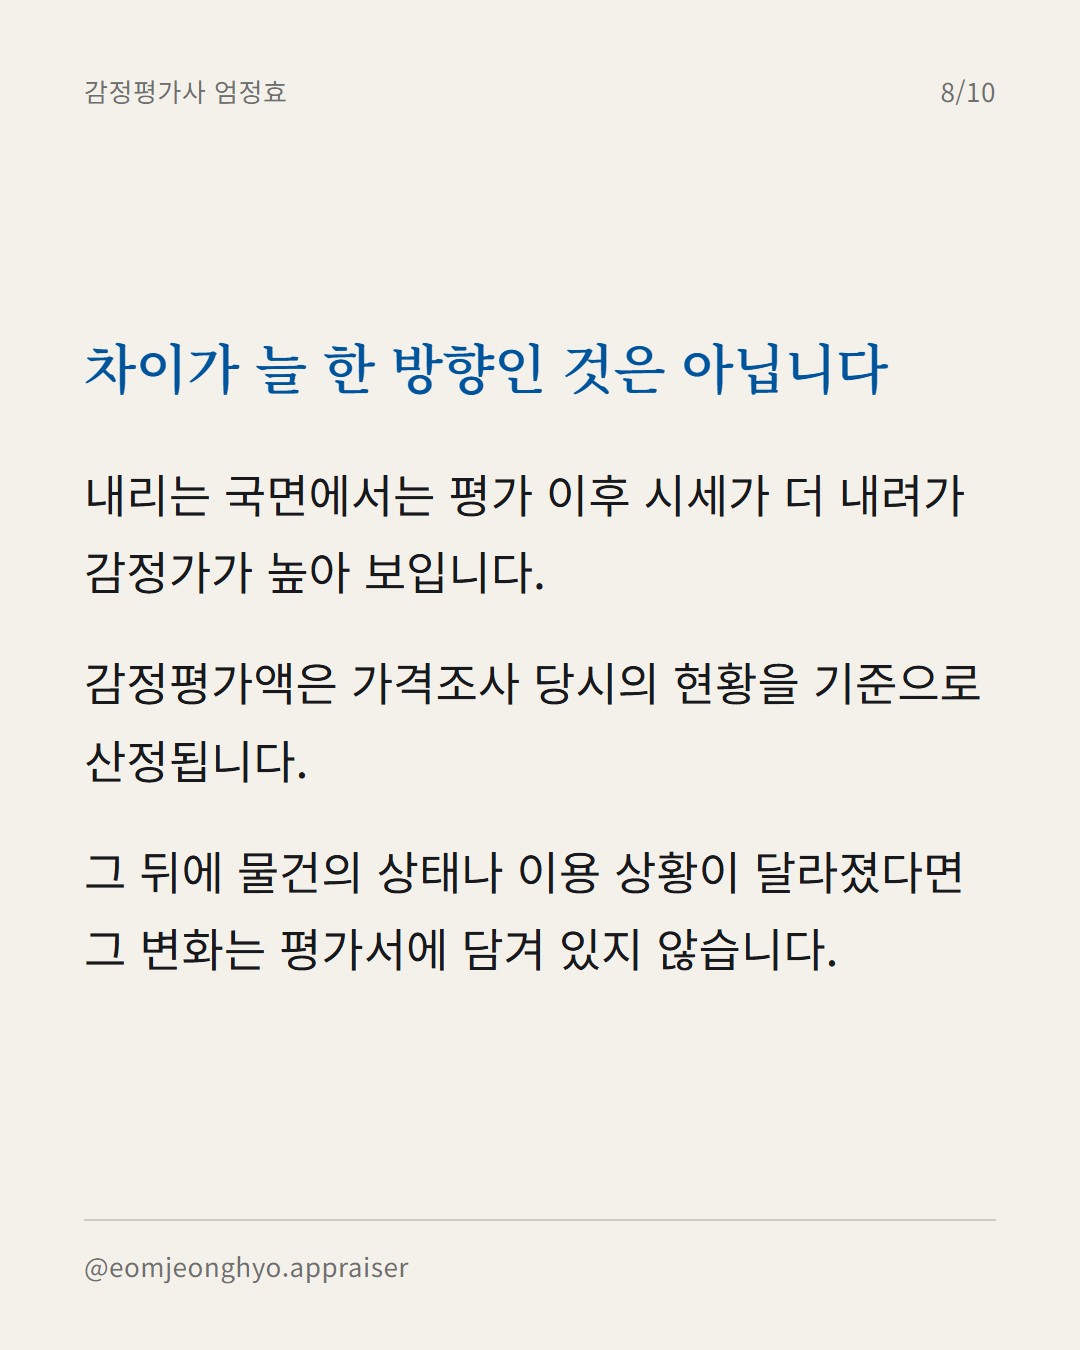 감정평가사 엄정효
8/10
차이가 늘 한 방향인 것은 아닙니다
내리는 국면에서는 평가 이후 시세가 더 내려가
감정가가 높아 보입니다.
감정평가액은 가격조사 당시의 현황을 기준으로
산정됩니다.
그 뒤에 물건의 상태나 이용 상황이 달라졌다면
그 변화는 평가서에 담겨 있지 않습니다.
@eomjeonghyo.appraiser